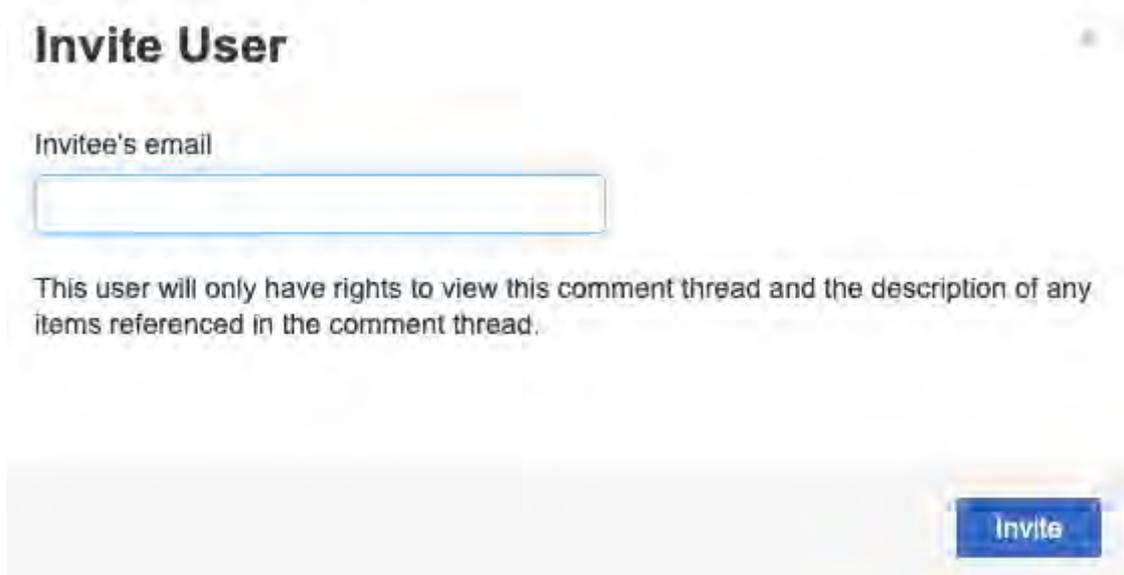 Invite User
Invitee's email
This user will only have rights to view this comment thread and the description of any
items referenced in the comment thread.
Invite